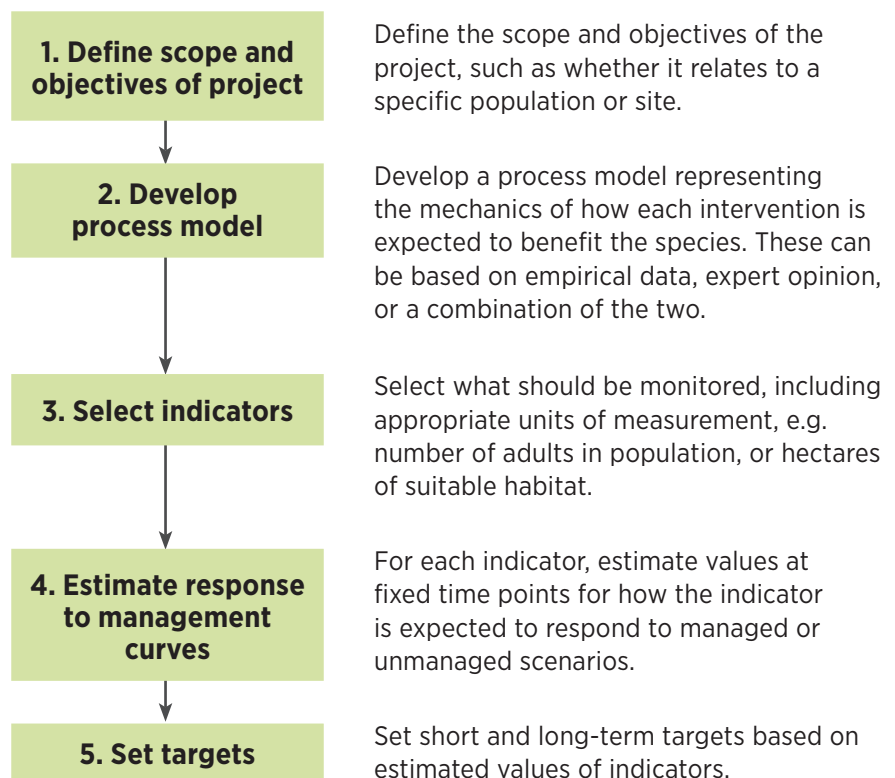 1. Define scope and
objectives of project
Define the scope and objectives of the
project, such as whether it relates to a
specific population or site.
2. Develop
process model
Develop a process model representing
the mechanics of how each intervention is
expected to benefit the species. These can
be based on empirical data, expert opinion,
or a combination of the two.
3. Select indicators
Select what should be monitored, including
appropriate units of measurement, e.g.
number of adults in population, or hectares
of suitable habitat.
4. Estimate response
to management
curves
For each indicator, estimate values at
fixed time points for how the indicator
is expected to respond to managed or
unmanaged scenarios.
5. Set targets
Set short and long-term targets based on
estimated values of indicators.